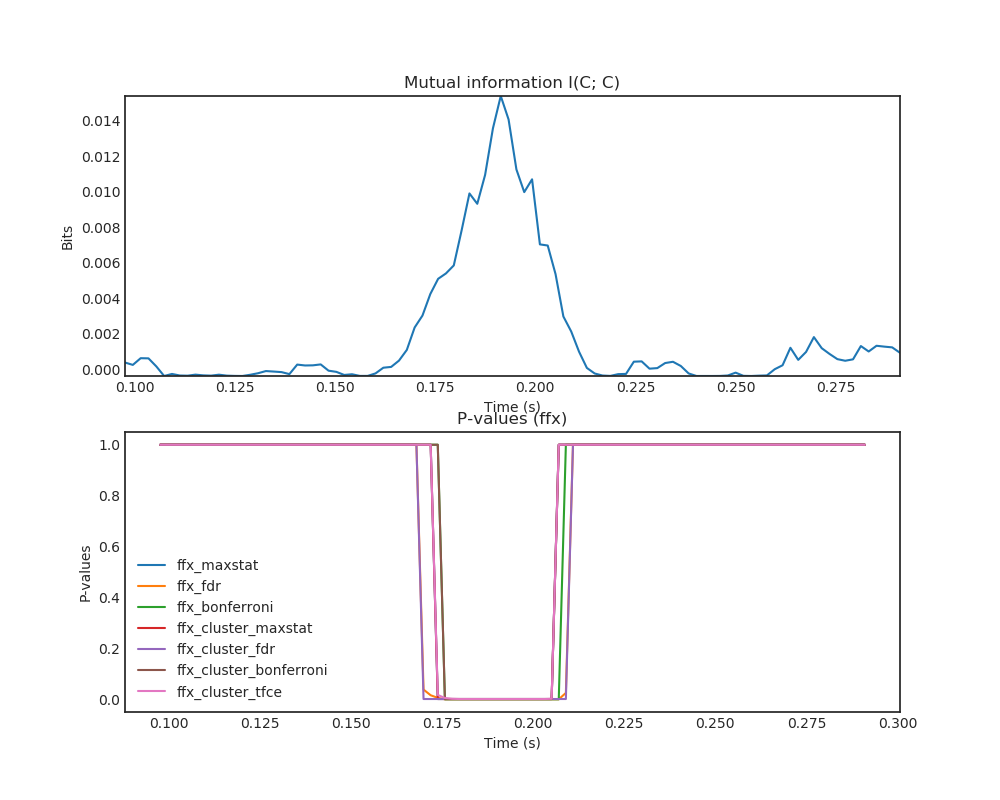 Mutual information I(C; C)
0.014
0.012
0.010
0.008
0.006
0.004
0.002
0.000
Bits
0.100 0.125 0.150 0.175 0.200 0.225 0.250 0.275
Time (s)
P-values (ffx)
1.0
0.8
0.6
0.4
0.2
0.0
P-values
ffx_maxstat
ffx_fdr
ffx_bonferroni
ffx_cluster_maxstat
ffx_cluster_fdr
ffx_cluster_bonferroni
ffx_cluster_tfce
0.100 0.125 0.150 0.175 0.200 0.225 0.250 0.275 0.300
Time (s)